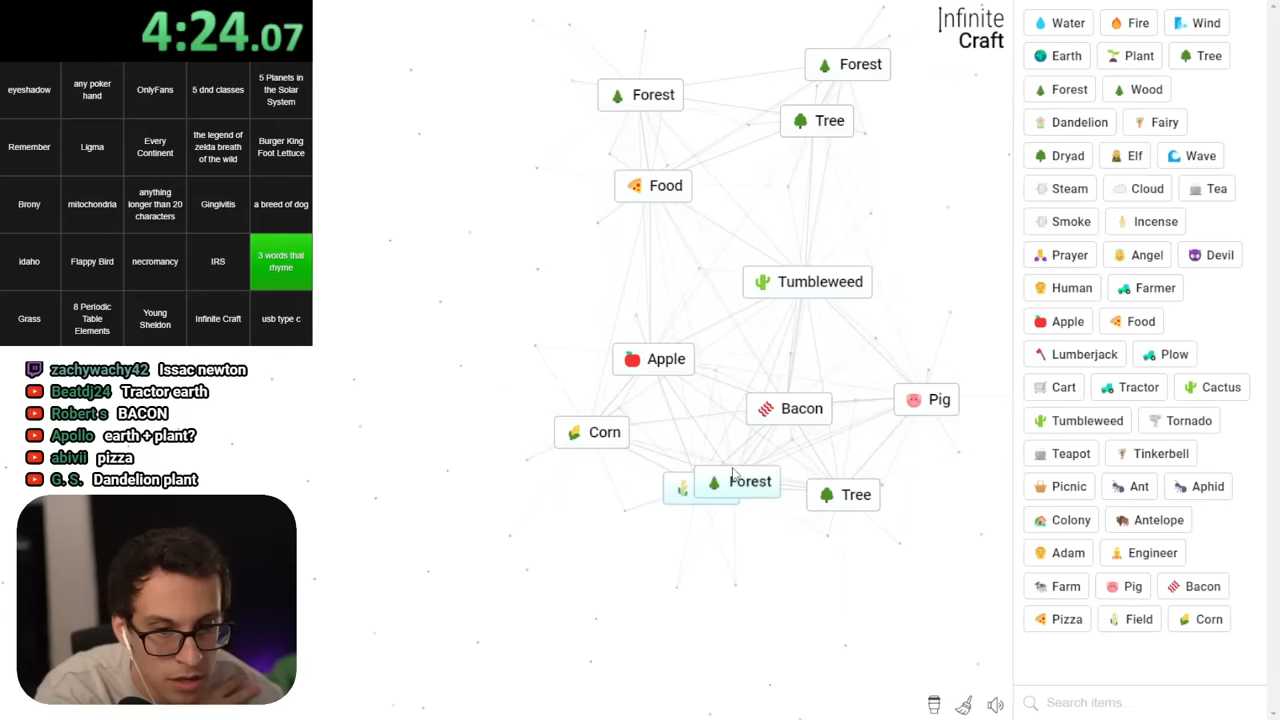 4:24.07
eyeshadow
any poker
hand
OnlyFans
5 dnd classes
5 Planets in
the Solar
System
Remember
Ligma
Every
Continent
the legend of
zelda breath
of the wild
Burger King
Foot Lettuce
Brony
mitochondria
anything
longer than 20
characters
Gingivitis
a breed of dog
idaho
Flappy Bird
necromancy
IRS
3 words that
rhyme
Grass
8 Periodic
Table
Elements
Young
Sheldon
Infinite Craft
usb type c
zachywachy42 Issac newton
Beatdj24 Tractor earth
Robert s BACON
Apollo earth + plant?
abivii pizza
G. S. Dandelion plant
Infinite
Craft
Forest
Forest
Tree
Food
Tumbleweed
Apple
Bacon
Pig
Corn
Forest
Tree
Water Fire Wind
Earth Plant Tree
Forest Wood
Dandelion Fairy
Dryad Elf Wave
Steam Cloud Tea
Smoke Incense
Prayer Angel Devil
Human Farmer
Apple Food
Lumberjack Plow
Cart Tractor Cactus
Tumbleweed Tornado
Teapot Tinkerbell
Picnic Ant Aphid
Colony Antelope
Adam Engineer
Farm Pig Bacon
Pizza Field Corn
Search items...